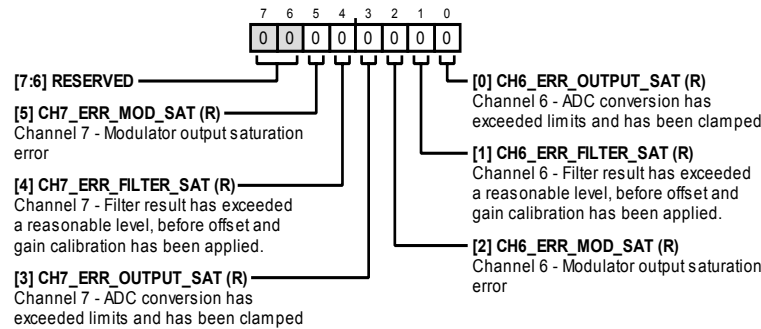 7 6 5 4 3 2 1 0
0 0 0 0 0 0 0 0
[7:6] RESERVED
[5] CH7_ERR_MOD_SAT (R)
Channel 7 - Modulator output saturation
error
[4] CH7_ERR_FILTER_SAT (R)
Channel 7 - Filter result has exceeded
a reasonable level, before offset and
gain calibration has been applied.
[3] CH7_ERR_OUTPUT_SAT (R)
Channel 7 - ADC conversion has
exceeded limits and has been clamped
[0] CH6_ERR_OUTPUT_SAT (R)
Channel 6 - ADC conversion has
exceeded limits and has been clamped
[1] CH6_ERR_FILTER_SAT (R)
Channel 6 - Filter result has exceeded
a reasonable level, before offset and
gain calibration has been applied.
[2] CH6_ERR_MOD_SAT (R)
Channel 6 - Modulator output saturation
error